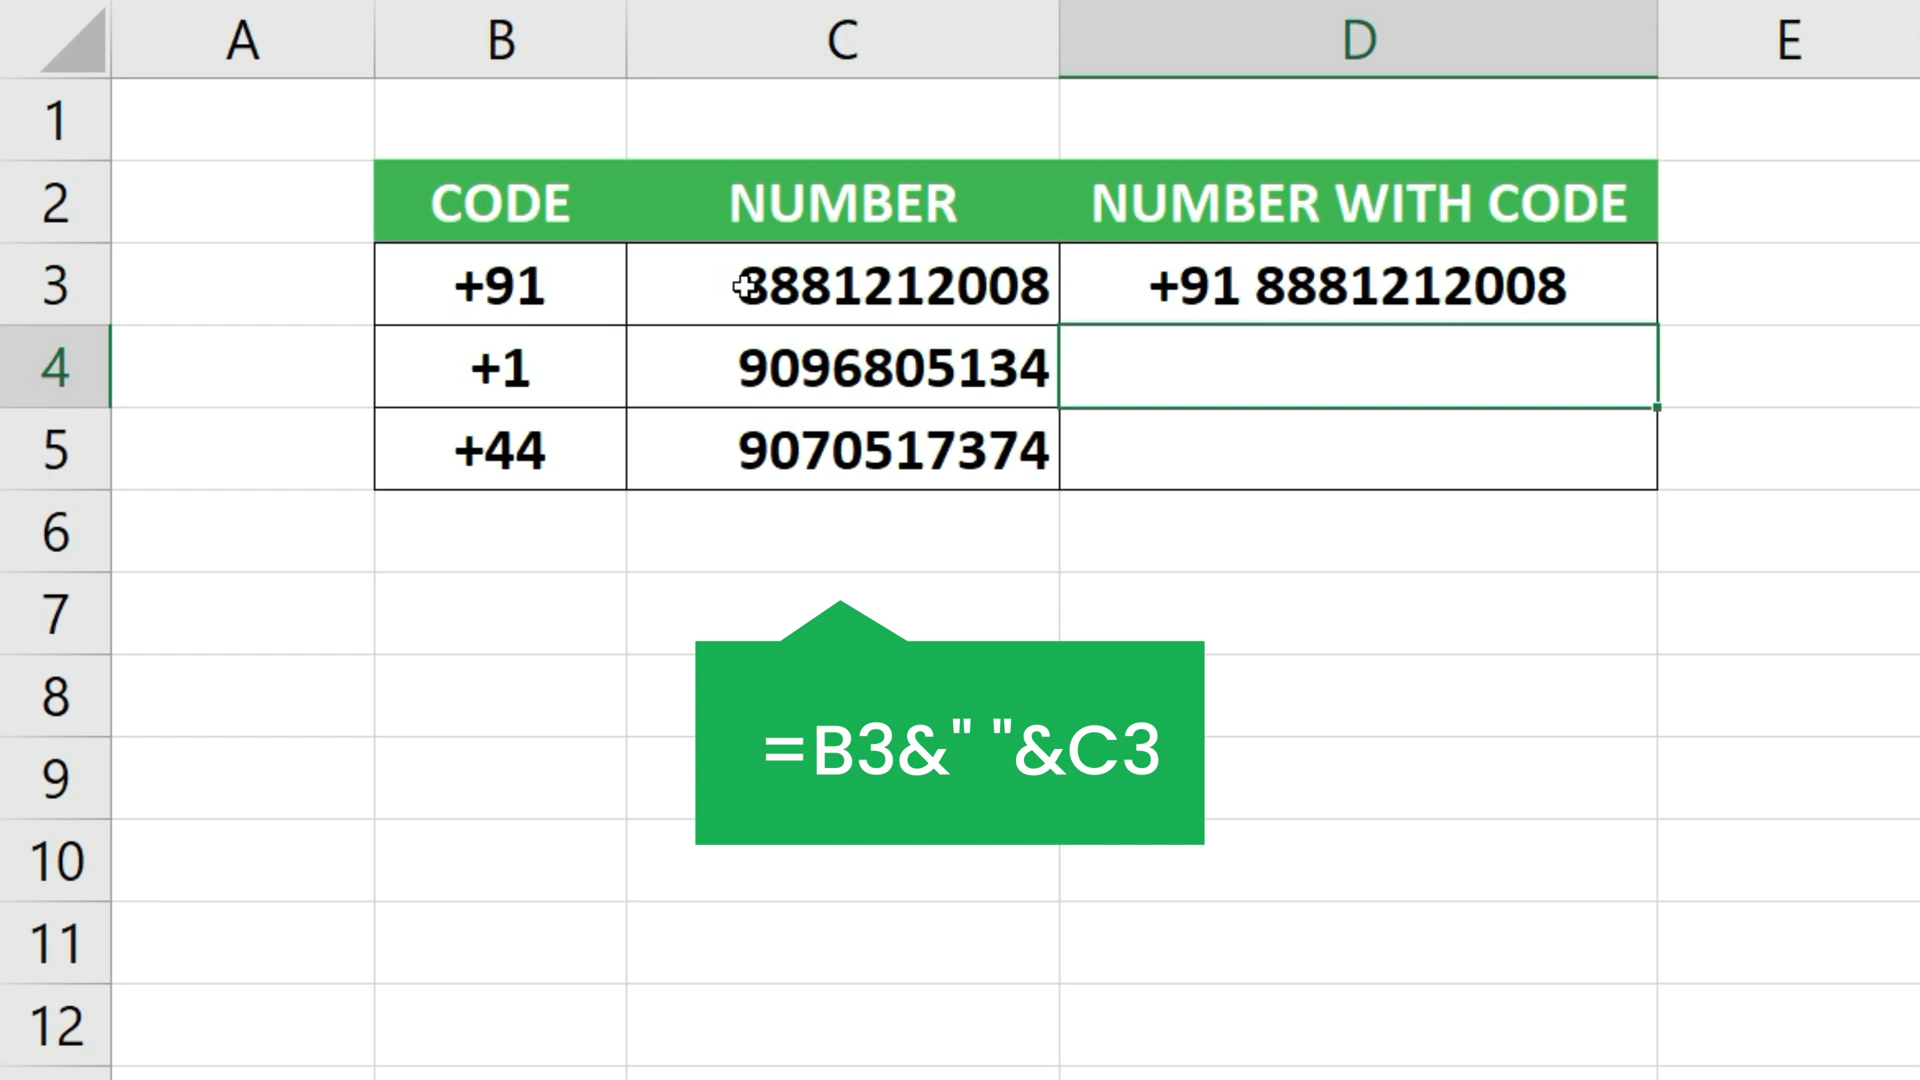 A B C D E
1
2 CODE NUMBER NUMBER WITH CODE
3 +91 8881212008 +91 8881212008
4 +1 9096805134
5 +44 9070517374
6
7
8
=B3&" "&C3
9
10
11
12